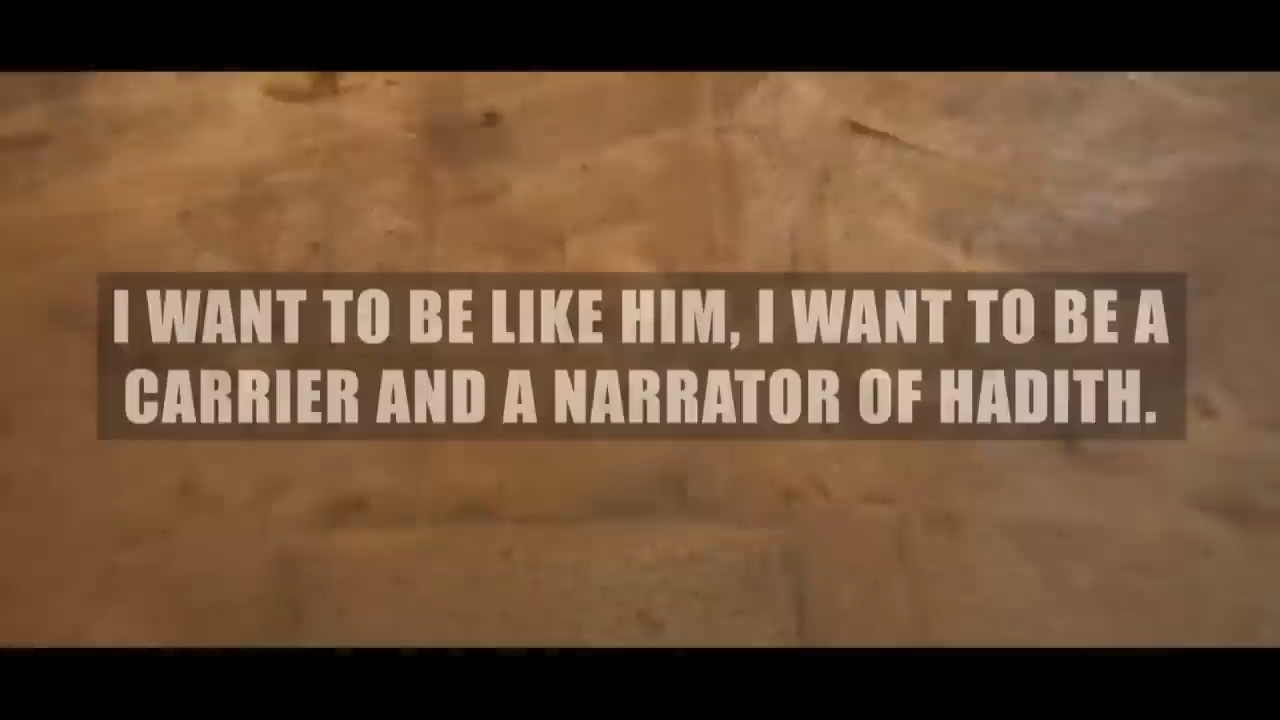 I WANT TO BE LIKE HIM, I WANT TO BE A
CARRIER AND A NARRATOR OF HADITH.